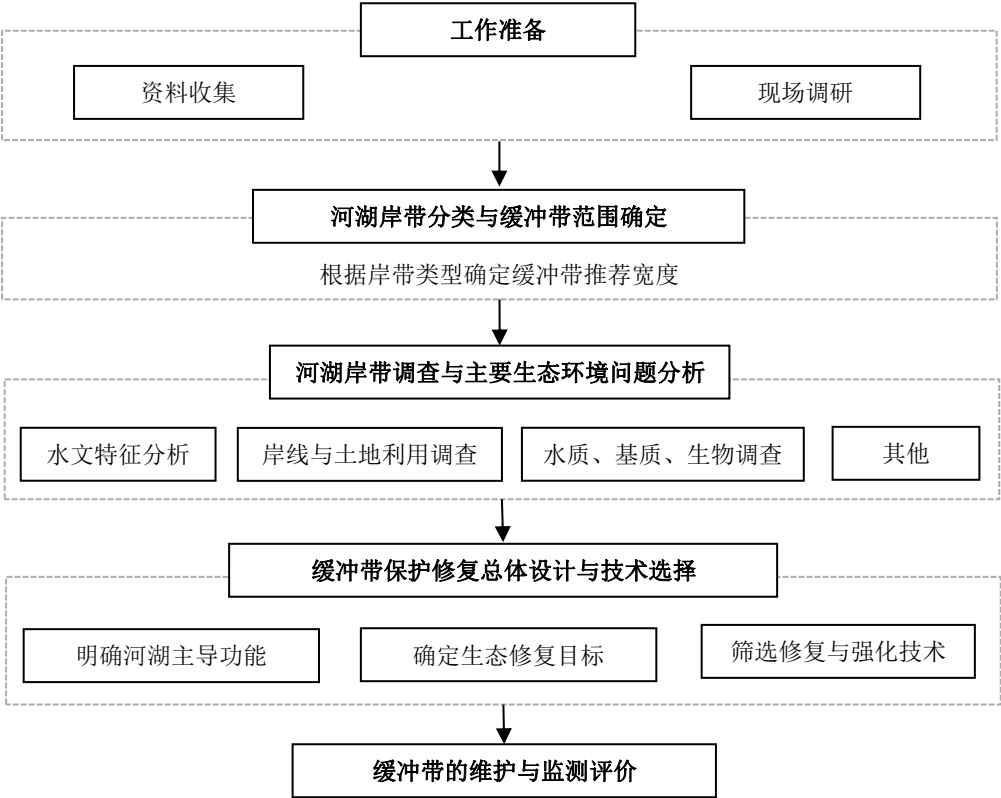 工作准备
资料收集
现场调研
河湖岸带分类与缓冲带范围确定
根据岸带类型确定缓冲带推荐宽度
河湖岸带调查与主要生态环境问题分析
水文特征分析
岸线与土地利用调查
水质、基质、生物调查
其他
缓冲带保护修复总体设计与技术选择
明确河湖主导功能
确定生态修复目标
筛选修复与强化技术
缓冲带的维护与监测评价